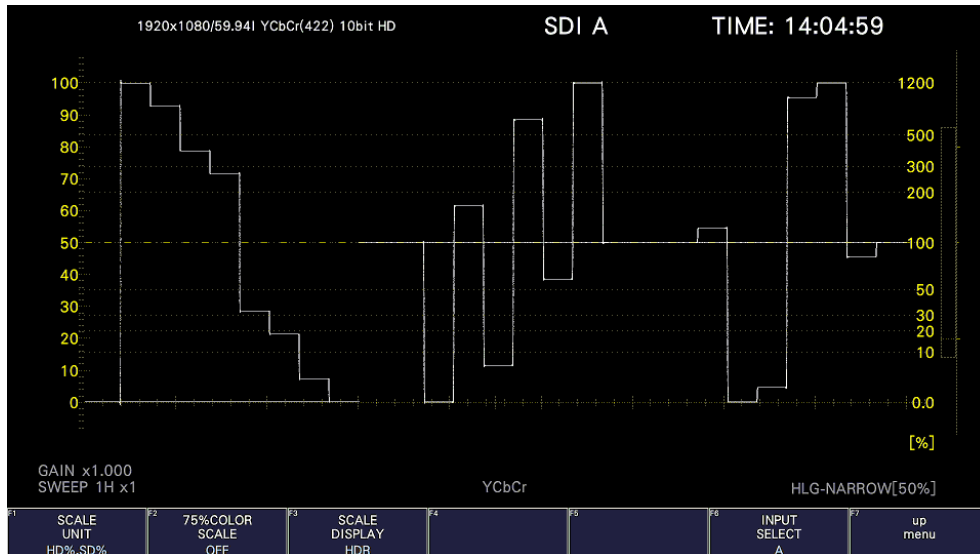 1920x1080/59.94I YCbCr(422) 10bit HD
SDI A
TIME: 14:04:59
100
90
80
70
60
50
40
30
20
10
0
1200
500
300
200
100
50
30
20
10
0.0
[%]
GAIN x1.000
SWEEP 1H x1
YCbCr
HLG-NARROW[50%]
F1
SCALE
UNIT
HD%,SD%
F2
75%COLOR
SCALE
OFF
F3
SCALE
DISPLAY
HDR
F4
F5
F6
INPUT
SELECT
A
F7
up
menu